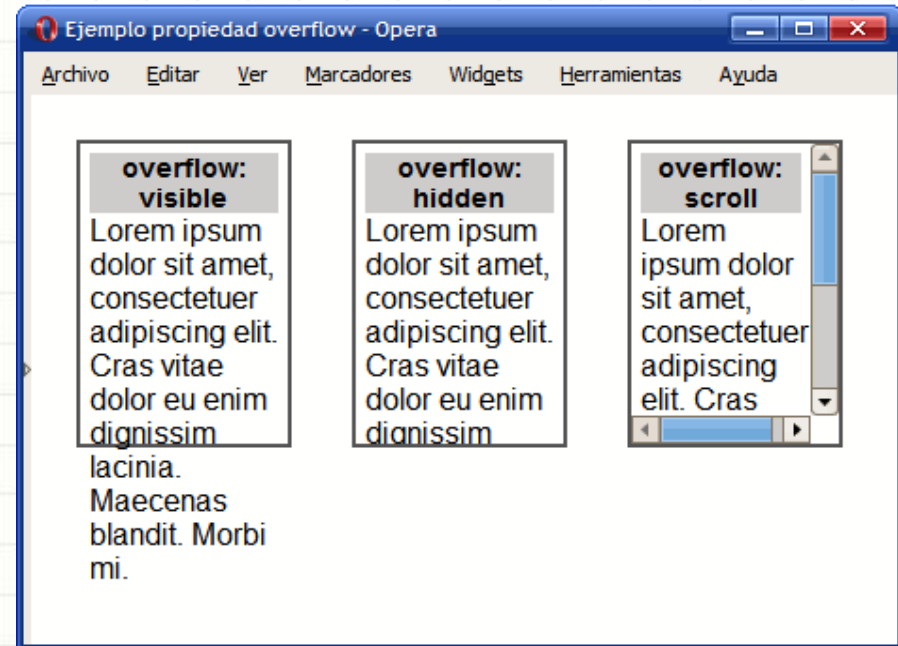 Ejemplo propiedad overflow - Opera
Archivo Editar Ver Marcadores Widgets Herramientas Ayuda
overflow:
visible
Lorem ipsum
dolor sit amet,
consectetuer
adipiscing elit.
Cras vitae
dolor eu enim
dignissim
lacinia.
Maecenas
blandit. Morbi
mi.
overflow:
hidden
Lorem ipsum
dolor sit amet,
consectetuer
adipiscing elit.
Cras vitae
dolor eu enim
dignissim
overflow:
scroll
Lorem
ipsum dolor
sit amet,
consectetuer
adipiscing
elit. Cras